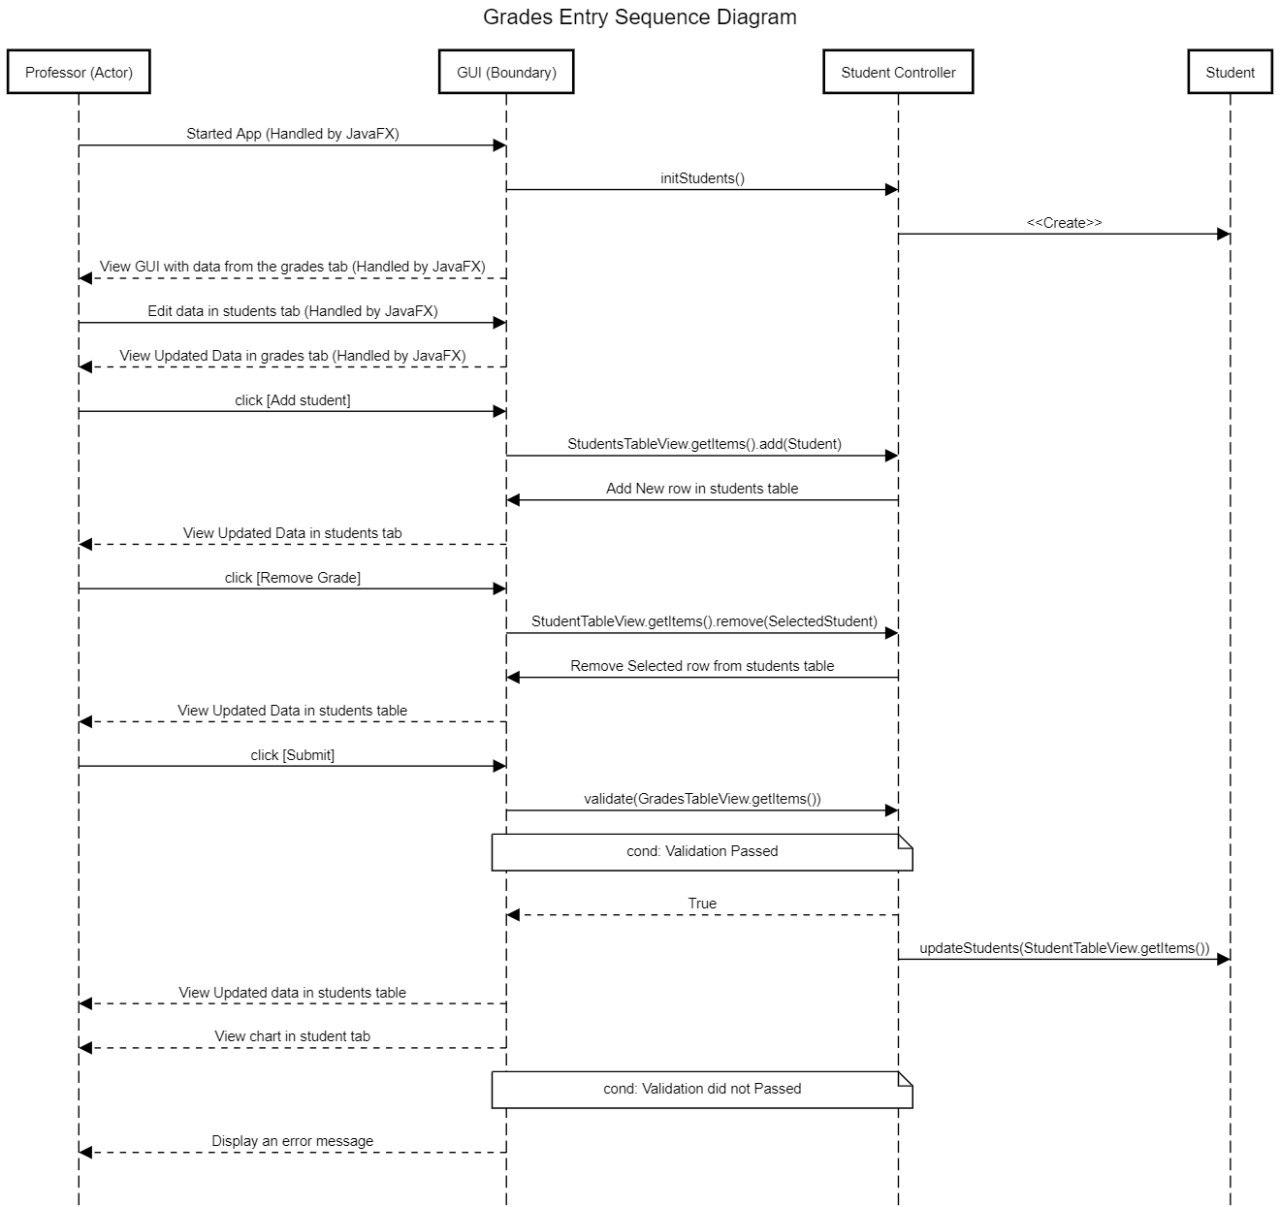 Grades Entry Sequence Diagram
Professor (Actor)
GUI (Boundary)
Student Controller
Student
Started App (Handled by JavaFX)
initStudents()
<<Create>>
View GUI with data from the grades tab (Handled by JavaFX)
Edit data in students tab (Handled by JavaFX)
View Updated Data in grades tab (Handled by JavaFX)
click [Add student]
StudentsTableView.getItems().add(Student)
Add New row in students table
View Updated Data in students tab
click [Remove Grade]
StudentTableView.getItems().remove(SelectedStudent)
Remove Selected row from students table
View Updated Data in students table
click [Submit]
validate(GradesTableView.getItems())
cond: Validation Passed
True
updateStudents(StudentTableView.getItems())
View Updated data in students table
View chart in student tab
cond: Validation did not Passed
Display an error message